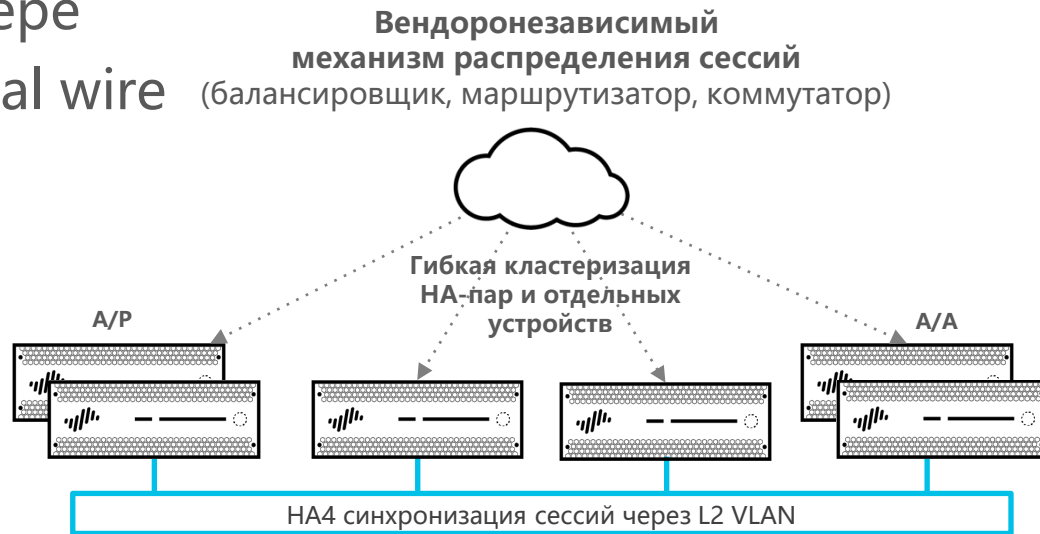 ере
al wire
Вендоронезависимый
механизм распределения сессий
(балансировщик, маршрутизатор, коммутатор)
Гибкая кластеризация
HA-пар и отдельных
устройств
A/P
A/A
HA4 синхронизация сессий через L2 VLAN